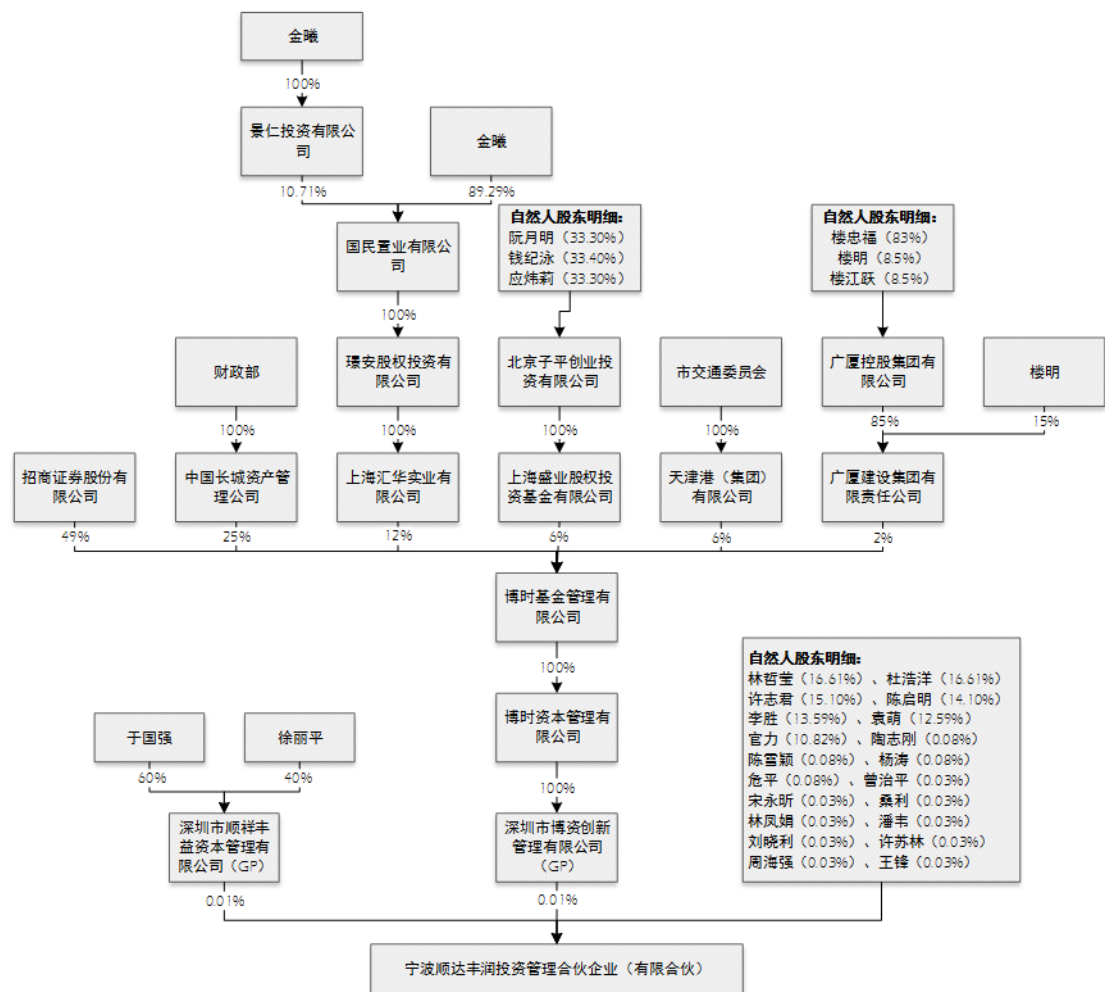 金曦
100%
景仁投资有限公
司
金曦
10.71%
89.29%
国民置业有限公
司
自然人股东明细：
阮月明（33.30%）
钱纪泳（33.40%）
应炜莉（33.30%）
自然人股东明细：
楼忠福（83%）
楼明（8.5%）
楼江跃（8.5%）
100%
财政部
璟安股权投资有
限公司
北京子平创业投
资有限公司
市交通委员会
广厦控股集团有
限公司
楼明
100%
100%
100%
100%
85%
15%
招商证券股份有
限公司
中国长城资产管
理公司
上海汇华实业有
限公司
上海盛业股权投
资基金有限公司
天津港（集团）
有限公司
广厦建设集团有
限责任公司
49%
25%
12%
6%
6%
2%
博时基金管理有
限公司
100%
博时资本管理有
限公司
100%
于国强
徐丽平
60%
40%
深圳市顺祥丰
益资本管理有
限公司（GP）
深圳市博资创新
管理有限公司
（GP）
自然人股东明细：
林哲莹（16.61%）、杜浩洋（16.61%）
许志君（15.10%）、陈启明（14.10%）
李胜（13.59%）、袁萌（12.59%）
官力（10.82%）、陶志刚（0.08%）
陈雪颖（0.08%）、杨涛（0.08%）
危平（0.08%）、曾治平（0.03%）
宋永昕（0.03%）、桑利（0.03%）
林凤娟（0.03%）、潘韦（0.03%）
刘晓利（0.03%）、许苏林（0.03%）
周海强（0.03%）、王锋（0.03%）
0.01%
0.01%
宁波顺达丰润投资管理合伙企业（有限合伙）